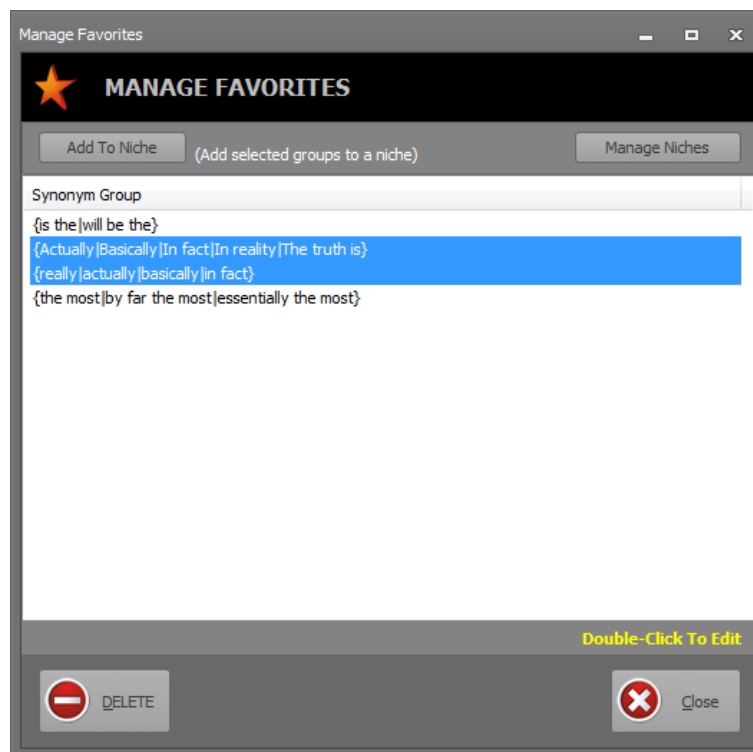 Manage Favorites
MANAGE FAVORITES
Add To Niche (Add selected groups to a niche) Manage Niches
Synonym Group
{is the|will be the}
{Actually|Basically|In fact|In reality|The truth is}
{really|actually|basically|in fact}
{the most|by far the most|essentially the most}
Double-Click To Edit
DELETE Close